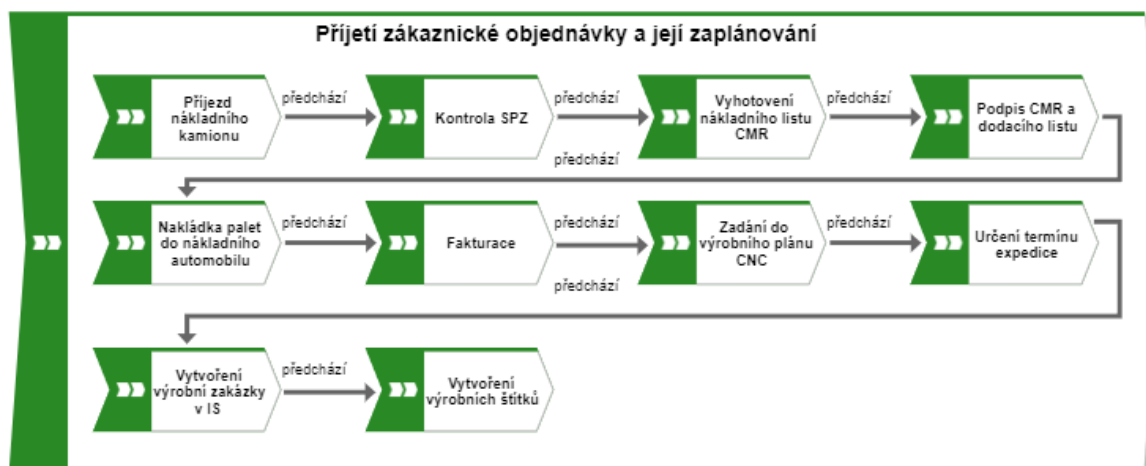 Příjetí zákaznické objednávky a její zaplánování
Příjezd
nákladního
kamionu
předchází
Kontrola SPZ
předchází
Vyhotovení
nákladního listu
CMR
předchází
Podpis CMR a
dodacího listu
předchází
Nakládka palet
do nákladního
automobilu
předchází
Fakturace
předchází
Zadání do
výrobního plánu
CNC
předchází
Určení termínu
expedice
předchází
Vytvoření
výrobní zakázky
v IS
předchází
Vytvoření
výrobních štítků